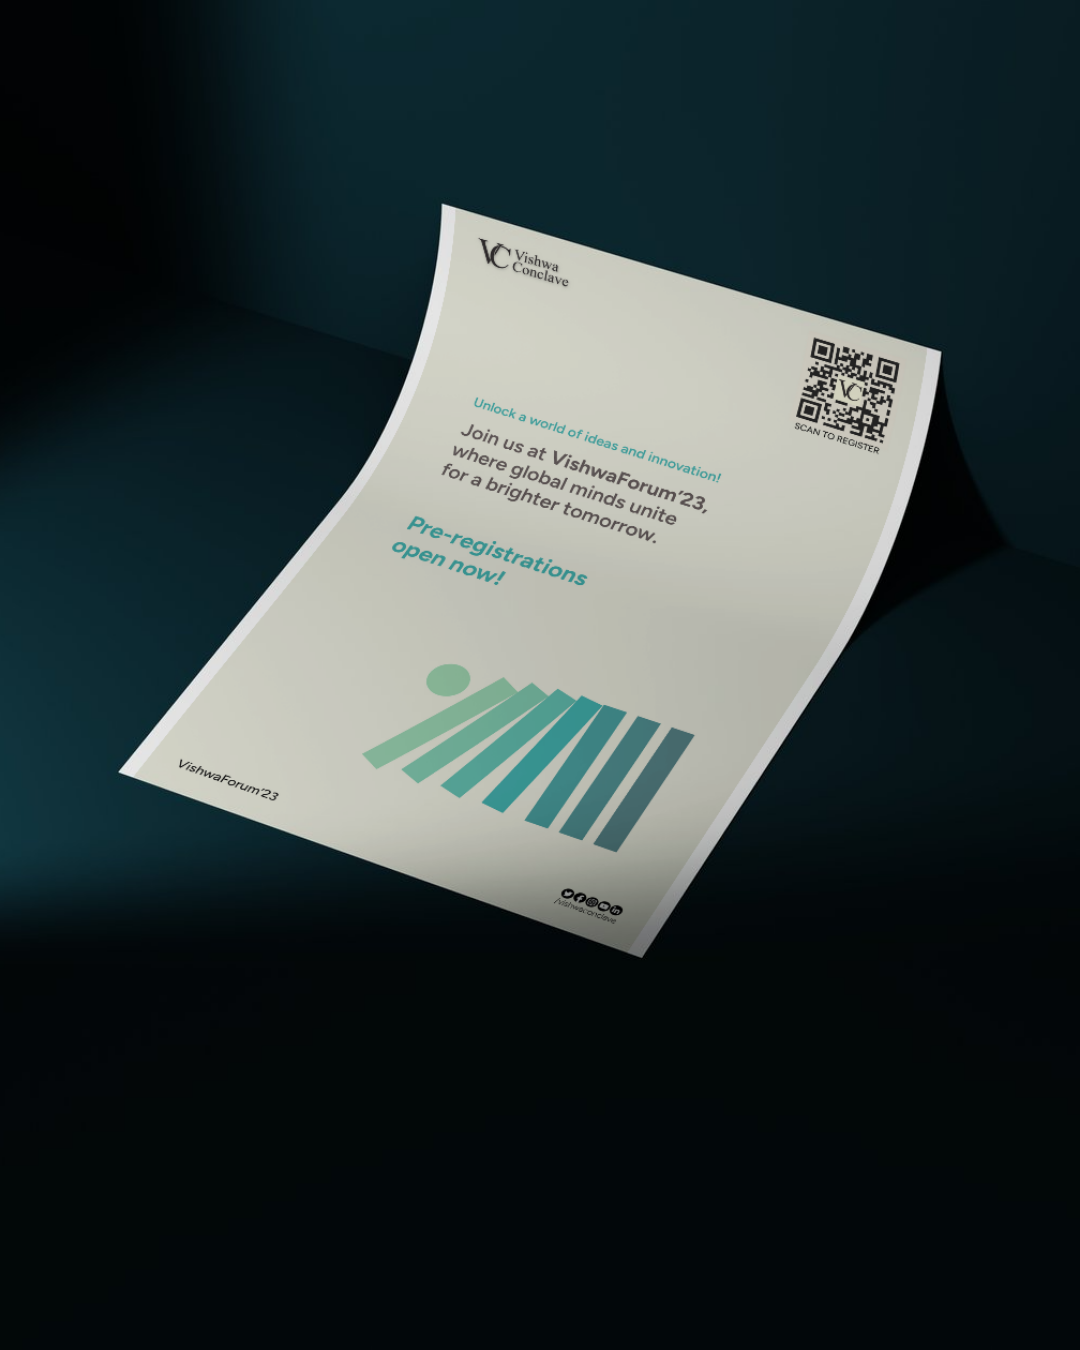 VC Vishwa
Conclave
VC
SCAN TO REGISTER
Unlock a world of ideas and innovation!
Join us at VishwaForum'23,
where global minds unite
for a brighter tomorrow.
Pre-registrations
open now!
VishwaForum'23
/vishwaconclave